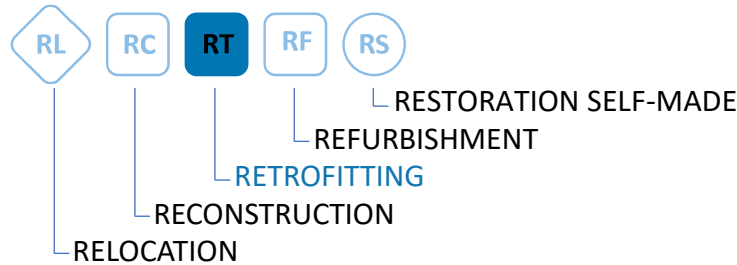 RL RC RT RF RS
RESTORATION SELF-MADE
REFURBISHMENT
RETROFITTING
RECONSTRUCTION
RELOCATION